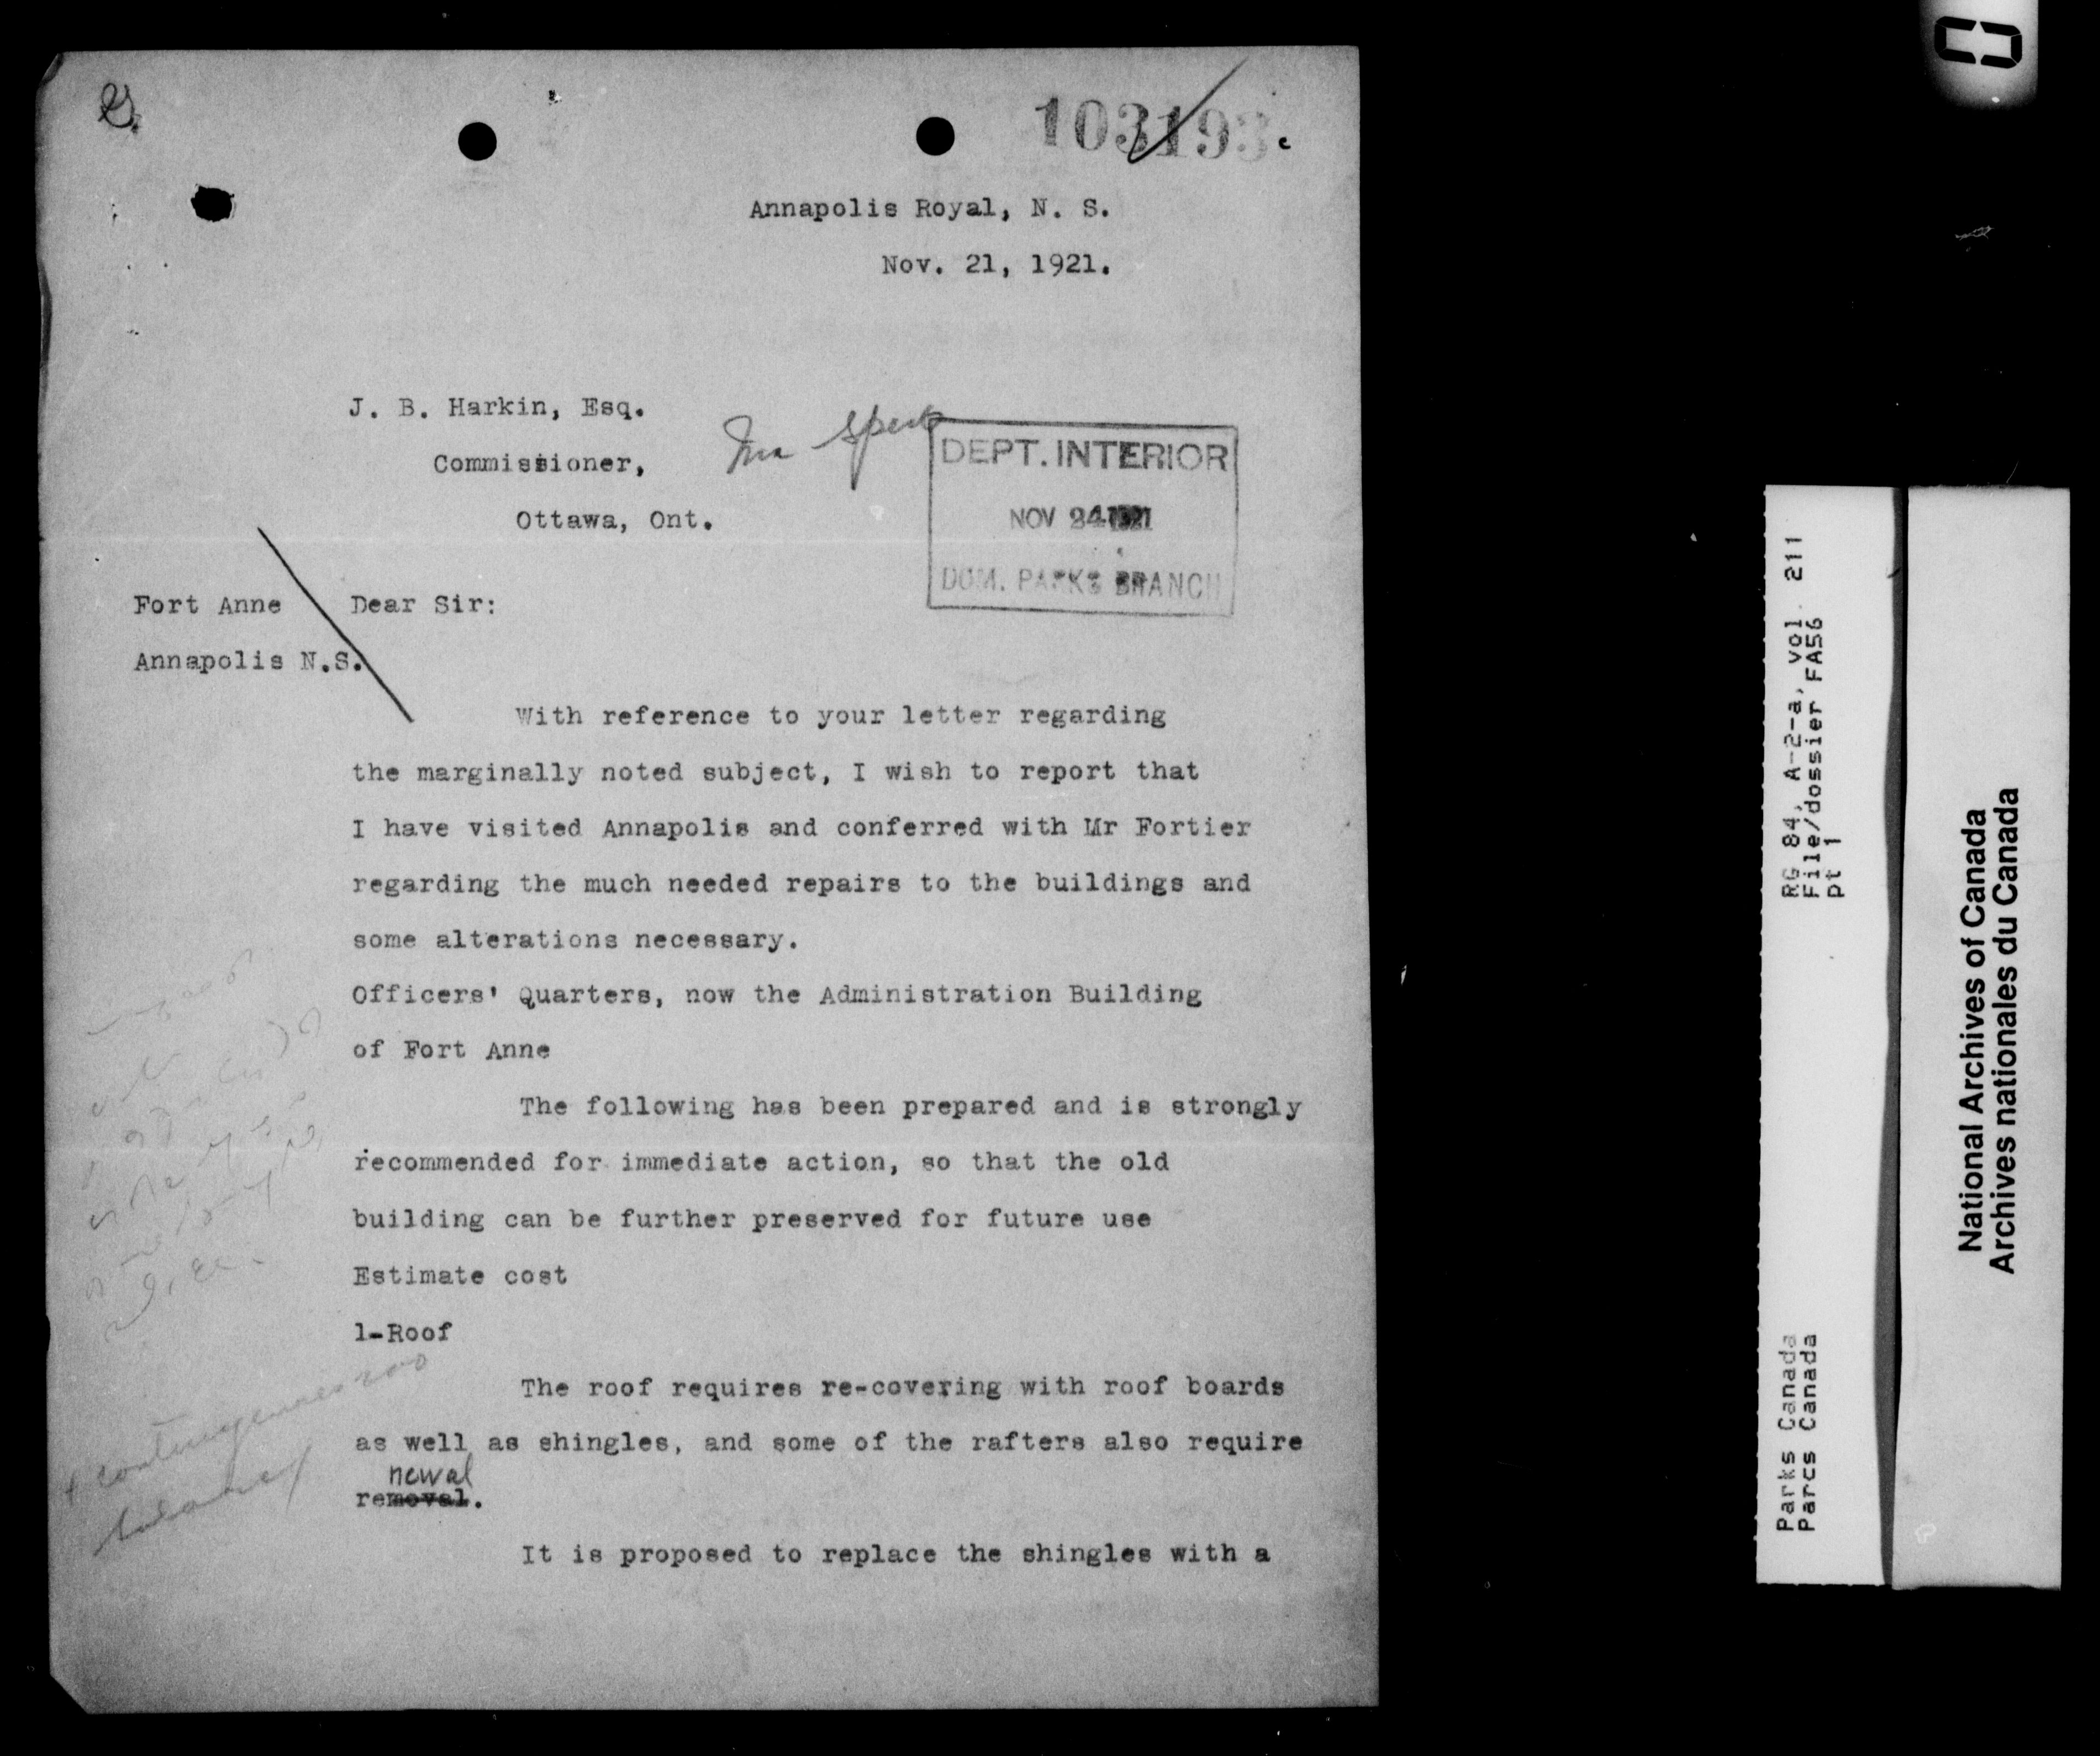 103193
Annapolis Royal, N. S.
Nov. 21, 1921.
J. B. Harkin, Esq.
Commissioner,
Ottawa, Ont.
DEPT. INTERIOR
NOV 24 1921
DOM. PARKS BRANCH
Fort Anne
Annapolis N.S.
Dear Sir:
With reference to your letter regarding
the marginally noted subject, I wish to report that
I have visited Annapolis and conferred with Mr Fortier
regarding the much needed repairs to the buildings and
some alterations necessary.
Officers' Quarters, now the Administration Building
of Fort Anne
The following has been prepared and is strongly
recommended for immediate action, so that the old
building can be further preserved for future use
Estimate cost
1-Roof
The roof requires re-covering with roof boards
as well as shingles, and some of the rafters also require
newal
removal.
It is proposed to replace the shingles with a
RG 84, A-2-a, Vol. 211
File/dossier FA56
pt 1
Parks Canada
Parcs Canada
National Archives of Canada
Archives nationales du Canada